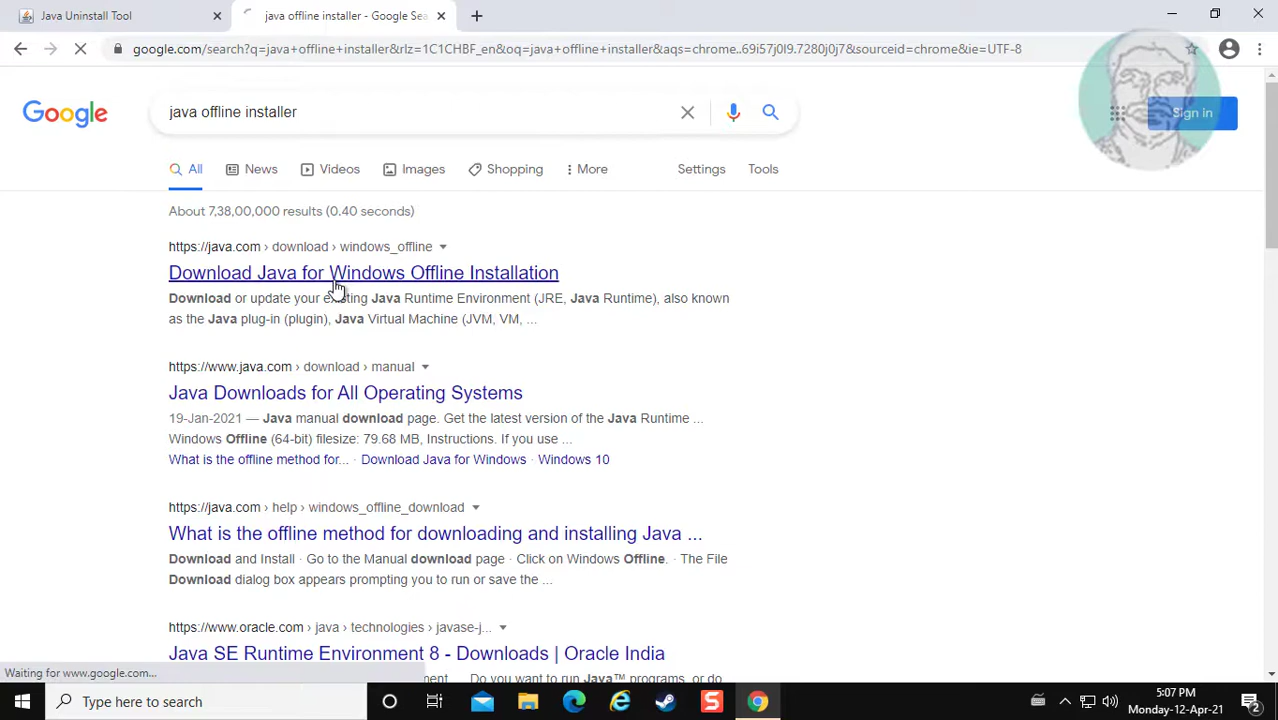 Java Uninstall Tool
java offline installer - Google Sea
google.com/search?q=java+offline+installer&rlz=1C1CHBF_en&oq=java+offline+installer&aqs=chrome..69i57j0l9.7280j0j7&sourceid=chrome&ie=UTF-8
Google
java offline installer
Sign in
All News Videos Images Shopping More Settings Tools
About 7,38,00,000 results (0.40 seconds)
https://java.com › download › windows_offline
Download Java for Windows Offline Installation
Download or update your existing Java Runtime Environment (JRE, Java Runtime), also known
as the Java plug-in (plugin), Java Virtual Machine (JVM, VM, ...
https://www.java.com › download › manual
Java Downloads for All Operating Systems
19-Jan-2021 — Java manual download page. Get the latest version of the Java Runtime ...
Windows Offline (64-bit) filesize: 79.68 MB, Instructions. If you use ...
What is the offline method for... · Download Java for Windows · Windows 10
https://java.com › help › windows_offline_download
What is the offline method for downloading and installing Java ...
Download and Install · Go to the Manual download page · Click on Windows Offline. · The File
Download dialog box appears prompting you to run or save the ...
https://www.oracle.com › java › technologies › javase-j...
Java SE Runtime Environment 8 - Downloads | Oracle India
Do you want to run Java™ programs, or do
Waiting for www.google.com...
Type here to search
5:07 PM
Monday-12-Apr-21
2